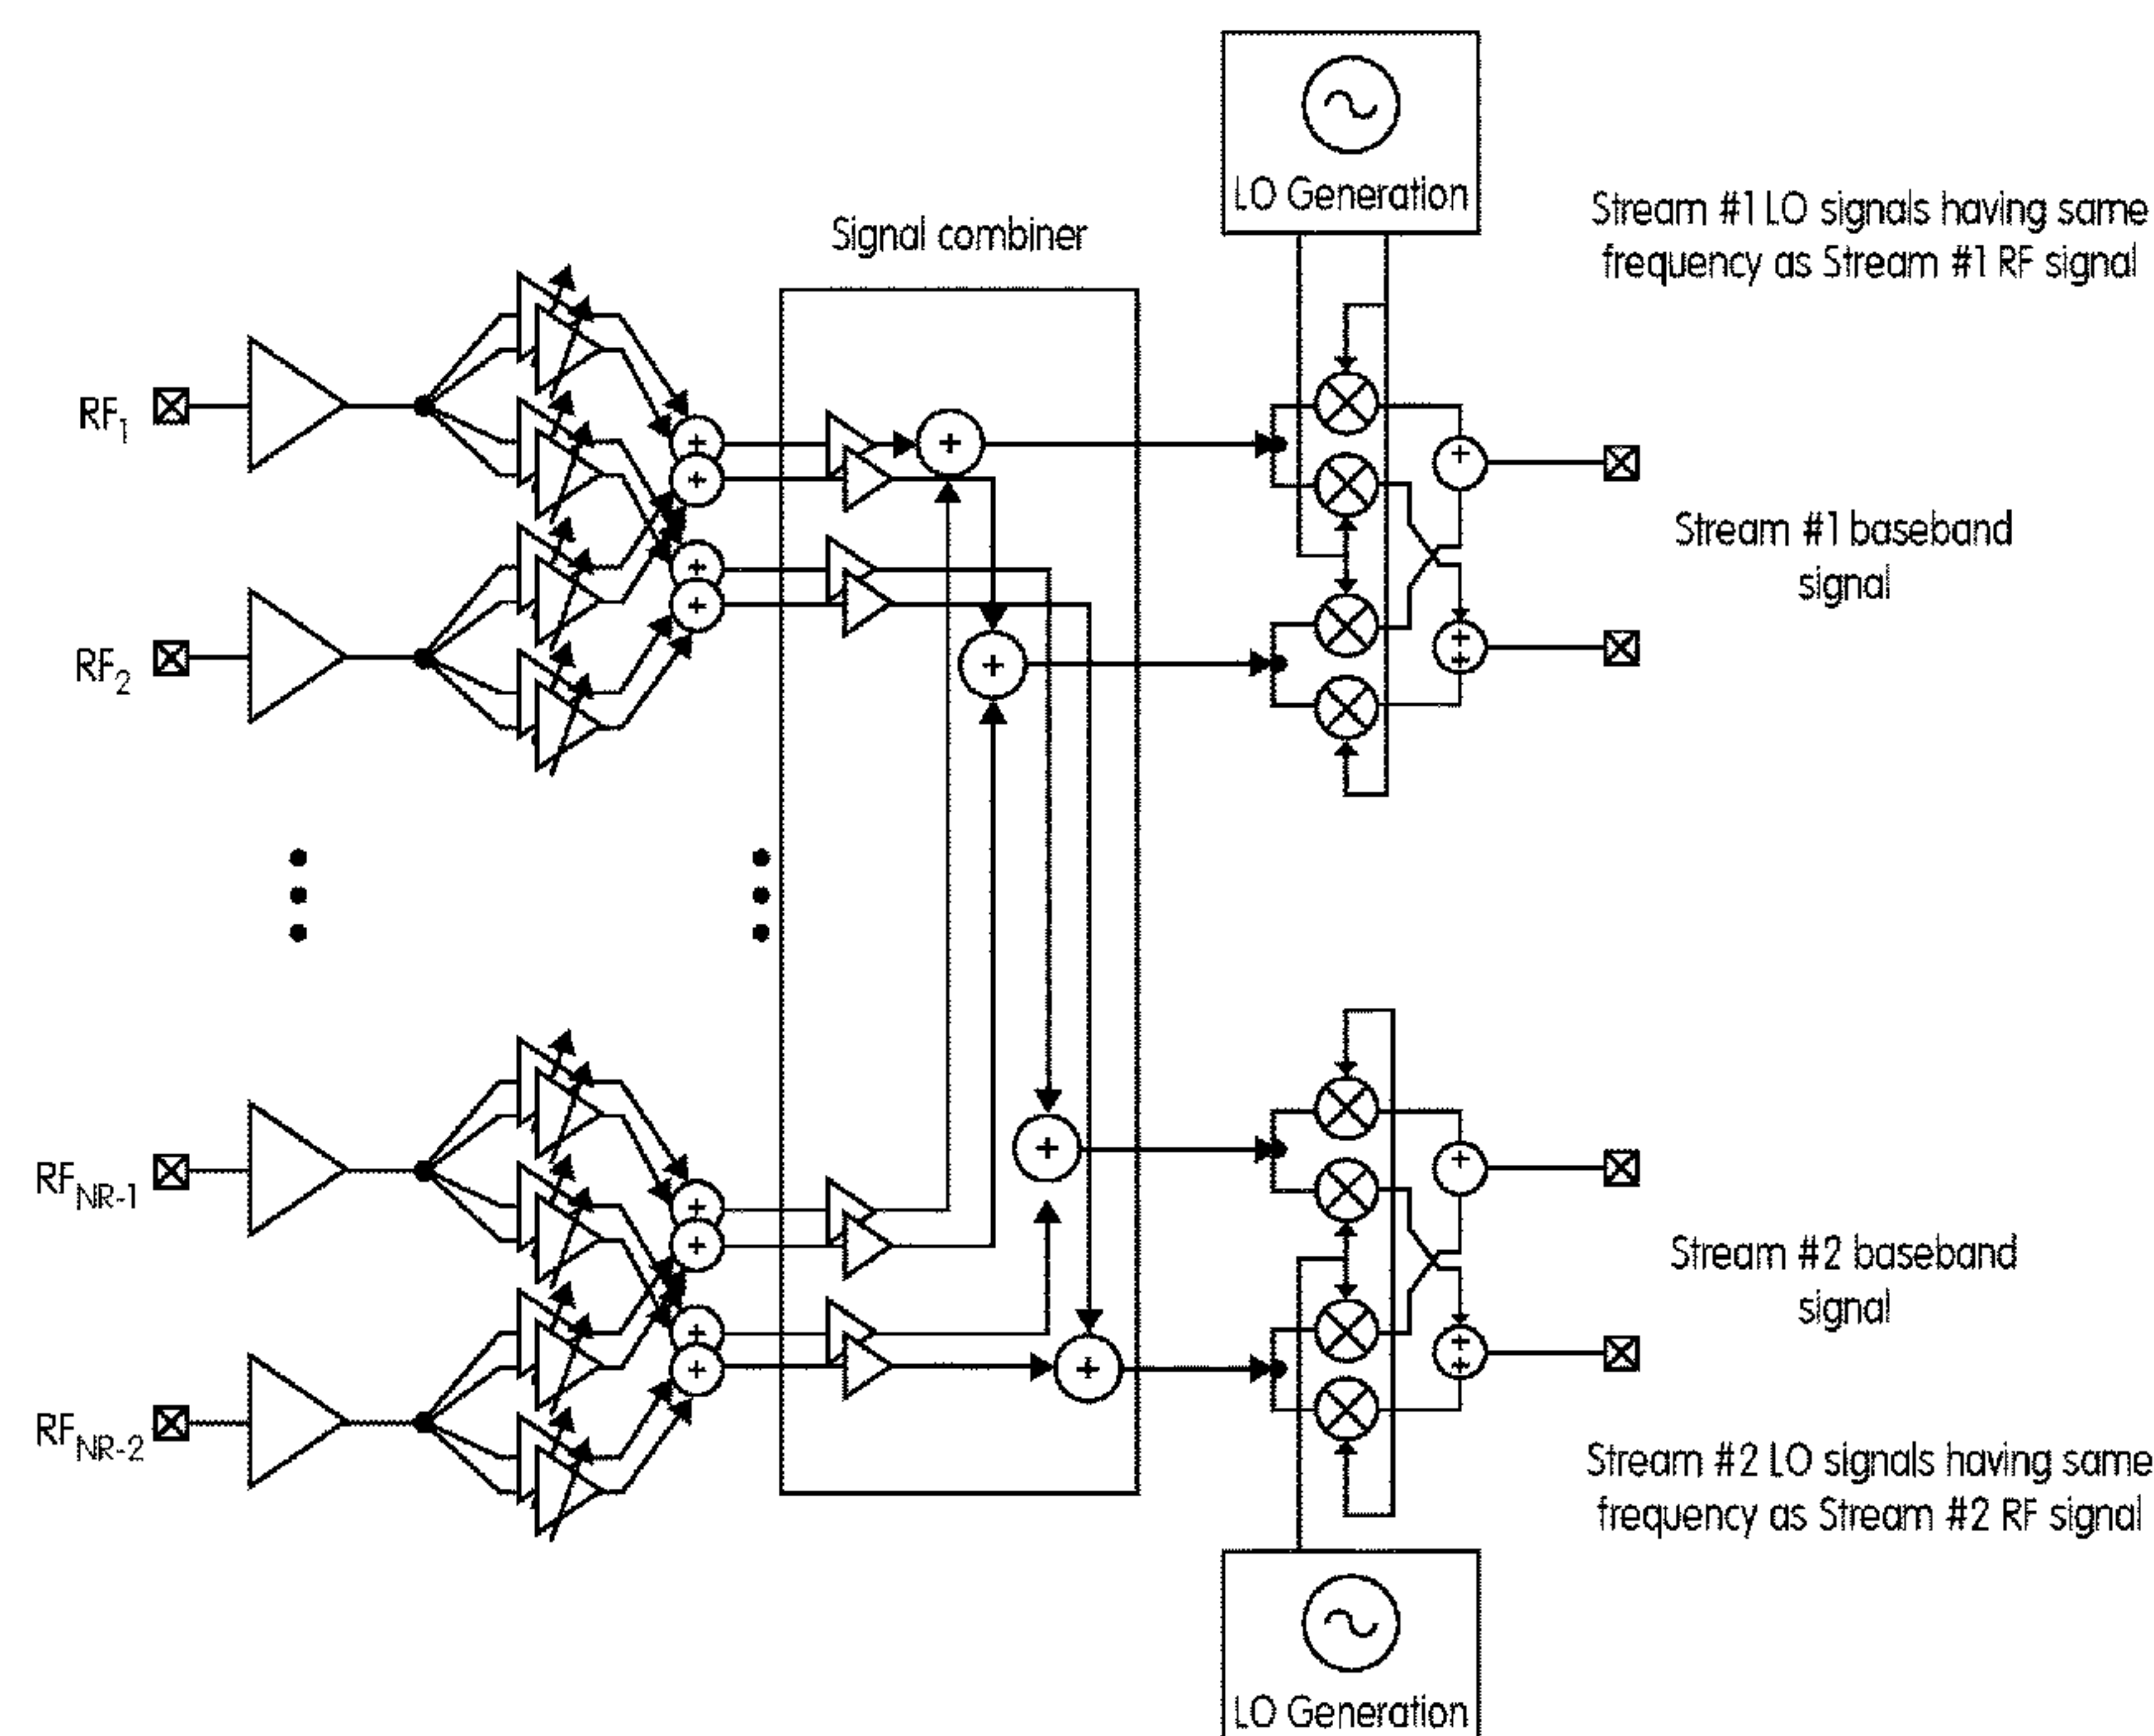 LO Generation
Stream #1 LO signals having same
frequency as Stream #1 RF signal
Signal combiner
RF1
Stream #1 baseband
signal
RF2
RFNR-1
Stream #2 baseband
signal
RFNR-2
Stream #2 LO signals having same
frequency as Stream #2 RF signal
LO Generation